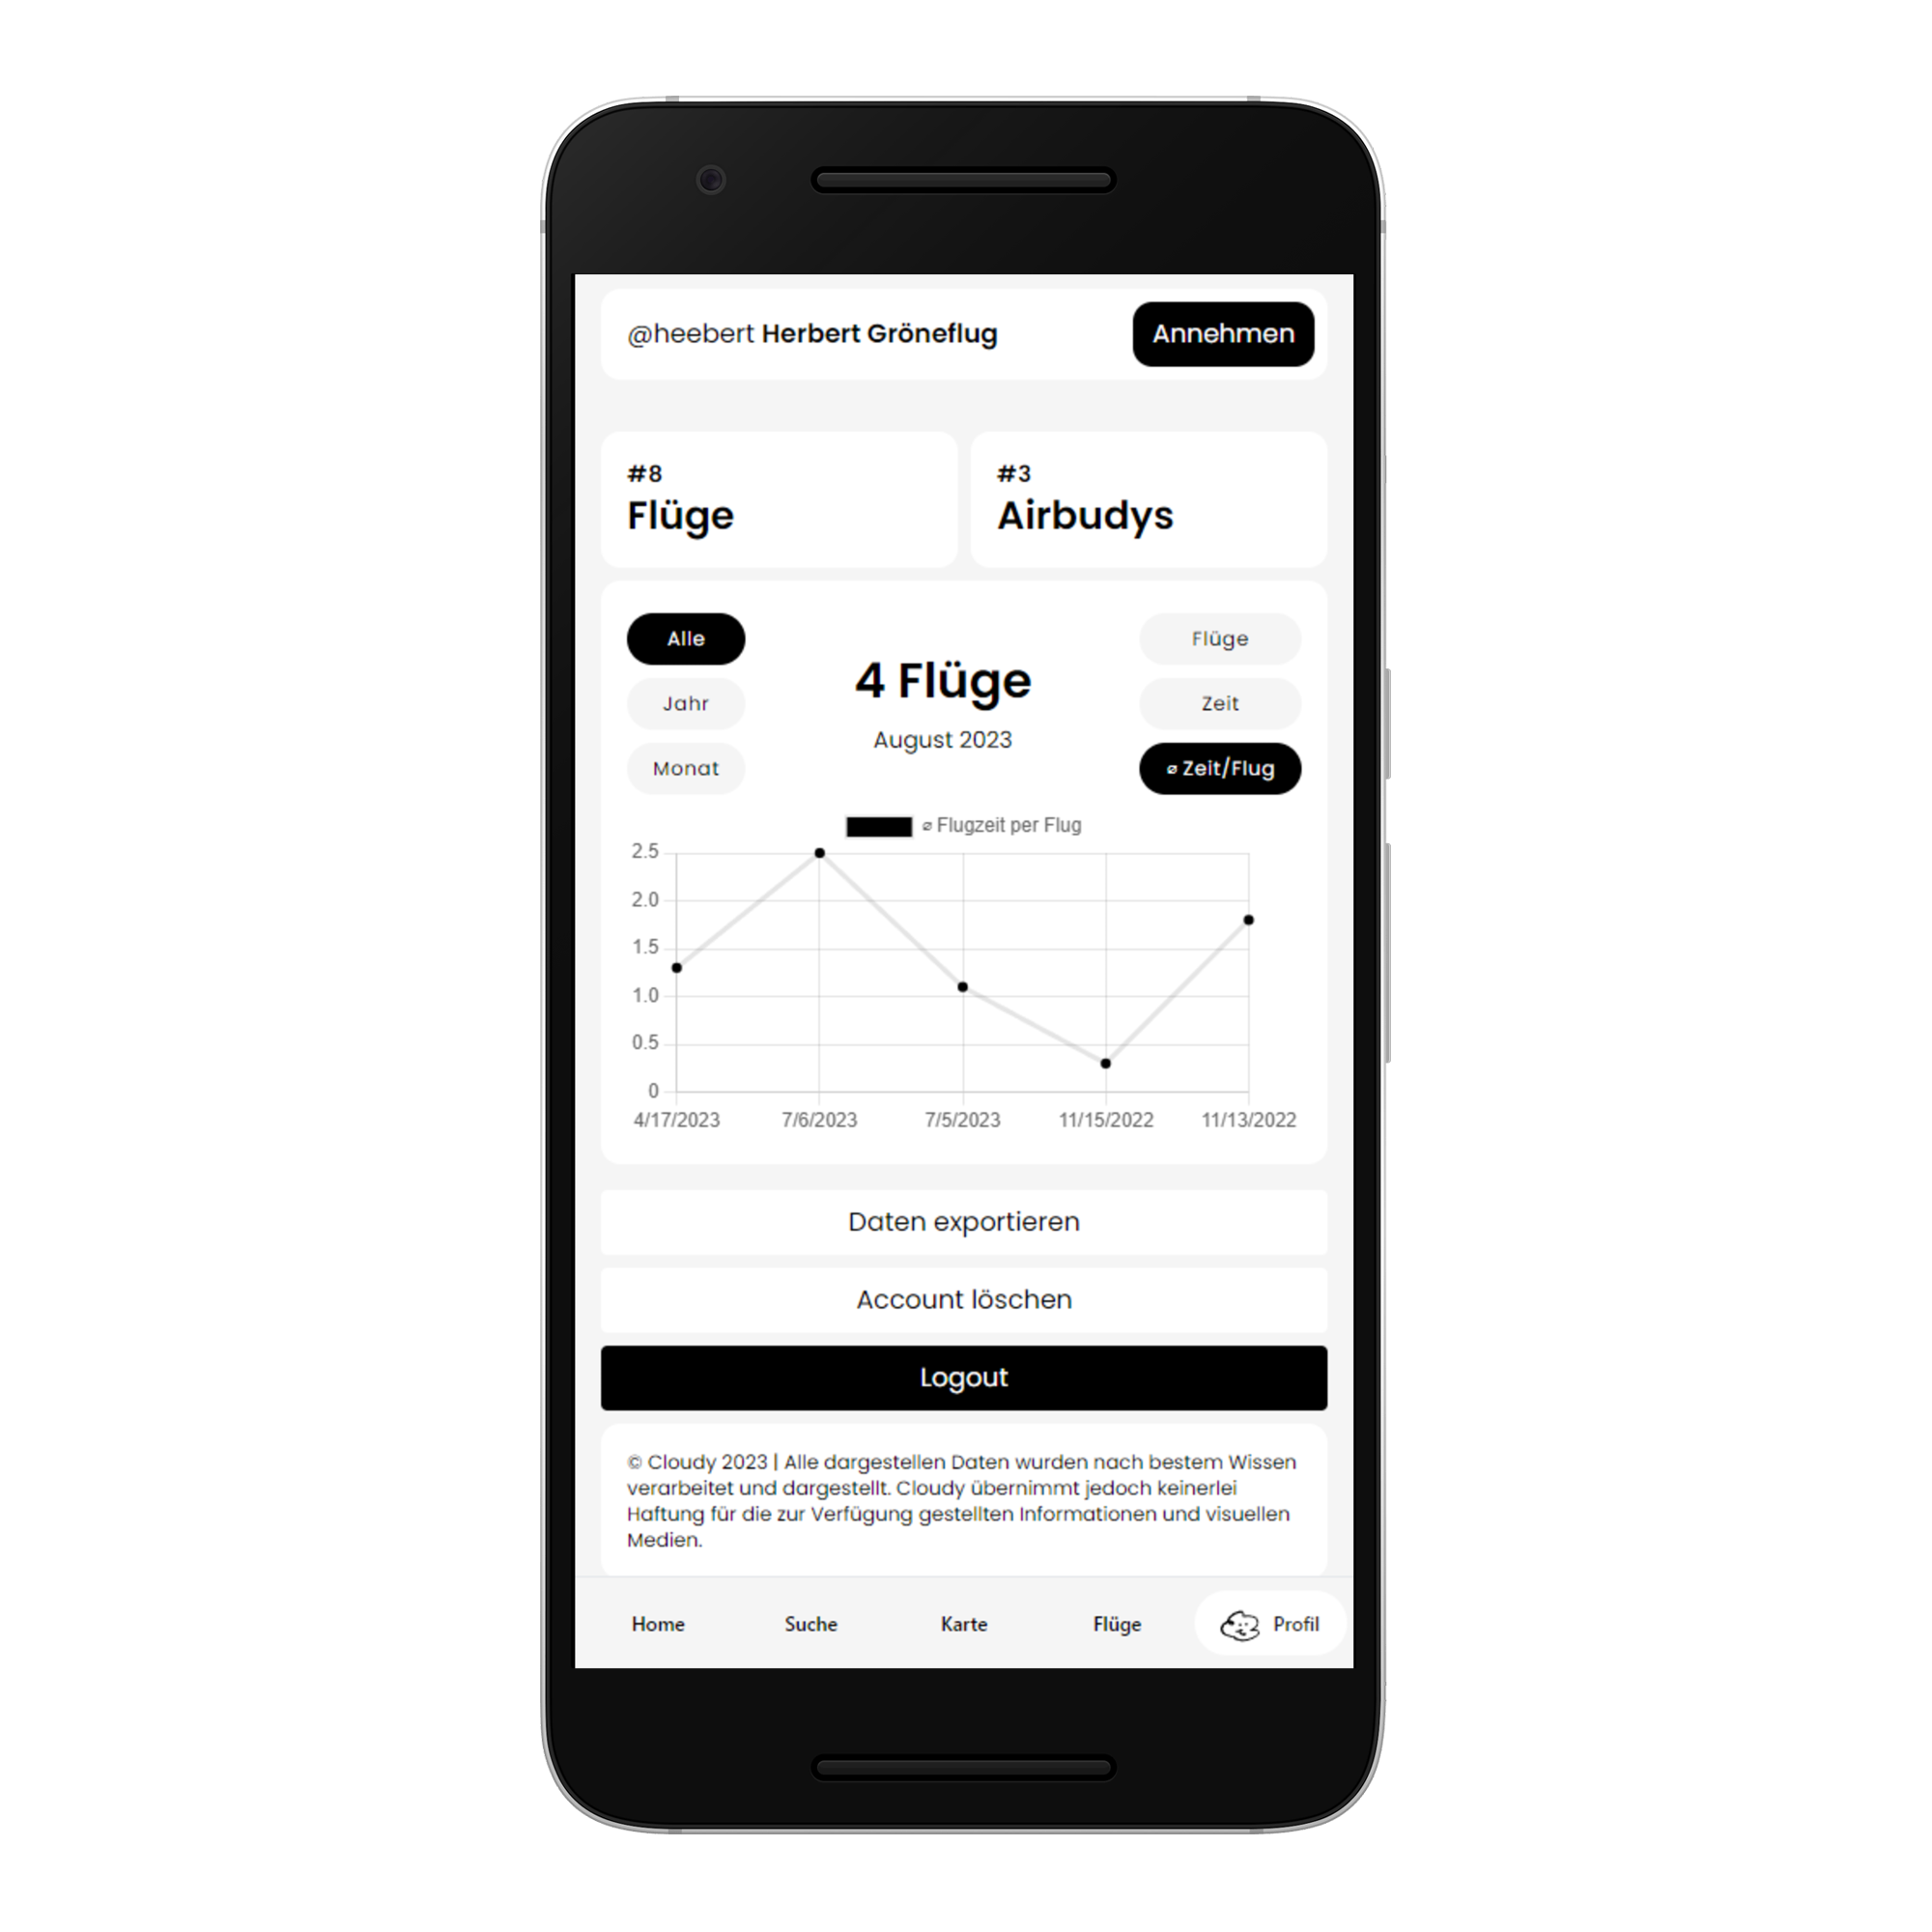 @heebert Herbert Gröneflug
Annehmen
#8
Flüge
#3
Airbudys
Alle
Jahr
Monat
4 Flüge
August 2023
Flüge
Zeit
⌀ Zeit/Flug
⌀ Flugzeit per Flug
2.5
2.0
1.5
1.0
0.5
0
4/17/2023 7/6/2023 7/5/2023 11/15/2022 11/13/2022
Daten exportieren
Account löschen
Logout
© Cloudy 2023 | Alle dargestellen Daten wurden nach bestem Wissen
verarbeitet und dargestellt. Cloudy übernimmt jedoch keinerlei
Haftung für die zur Verfügung gestellten Informationen und visuellen
Medien.
Home Suche Karte Flüge Profil